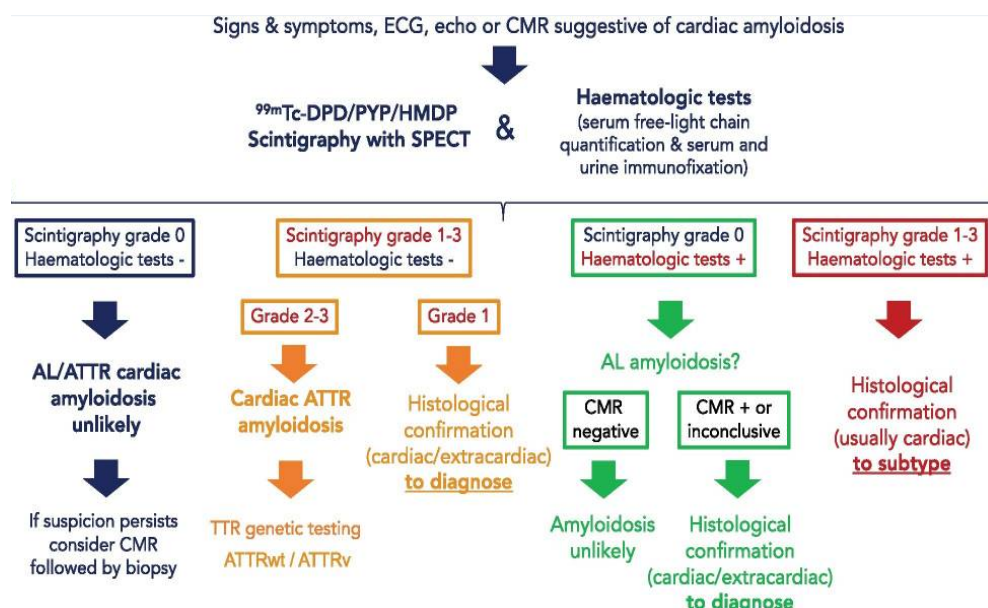 Signs & symptoms, ECG, echo or CMR suggestive of cardiac amyloidosis
⁹⁹ᵐTc-DPD/PYP/HMDP
Scintigraphy with SPECT
&
Haematologic tests
(serum free-light chain
quantification & serum and
urine immunofixation)
Scintigraphy grade 0
Haematologic tests -
AL/ATTR cardiac
amyloidosis
unlikely
If suspicion persists
consider CMR
followed by biopsy
Scintigraphy grade 1-3
Haematologic tests -
Grade 2-3
Cardiac ATTR
amyloidosis
TTR genetic testing
ATTRwt / ATTRv
Grade 1
Histological
confirmation
(cardiac/extracardiac)
to diagnose
Scintigraphy grade 0
Haematologic tests +
AL amyloidosis?
CMR
negative
Amyloidosis
unlikely
CMR + or
inconclusive
Histological
confirmation
(cardiac/extracardiac)
to diagnose
Scintigraphy grade 1-3
Haematologic tests +
Histological
confirmation
(usually cardiac)
to subtype